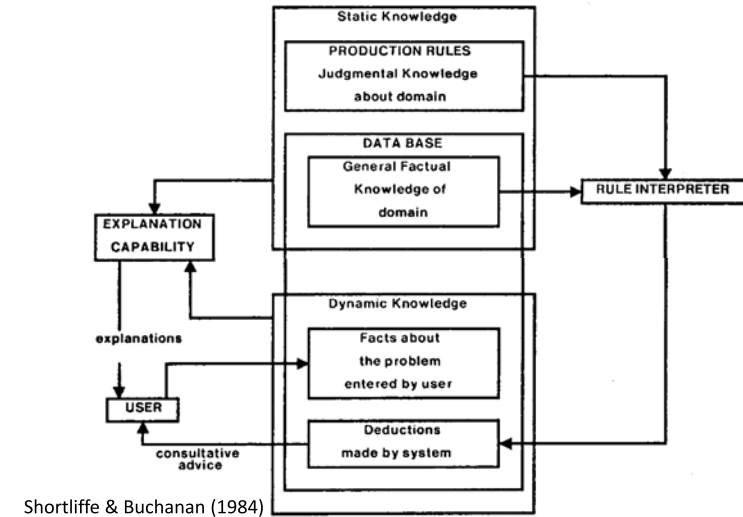 Static Knowledge
PRODUCTION RULES
Judgmental Knowledge
about domain
DATA BASE
General Factual
Knowledge of
domain
RULE INTERPRETER
EXPLANATION
CAPABILITY
Dynamic Knowledge
explanations
Facts about
the problem
entered by user
USER
Deductions
made by system
consultative
advice
Shortliffe & Buchanan (1984)